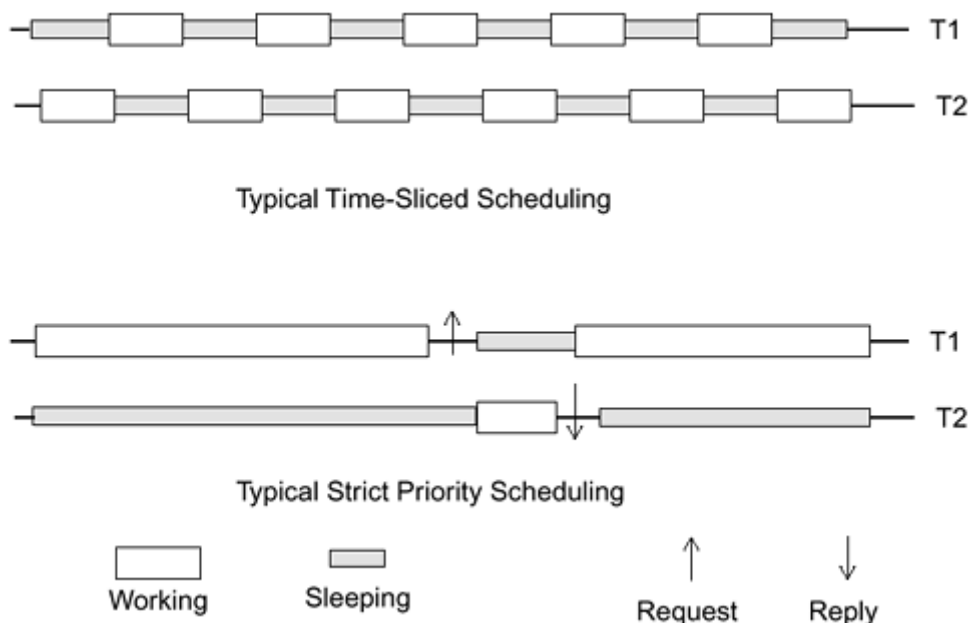 T1
T2
Typical Time-Sliced Scheduling
T1
T2
Typical Strict Priority Scheduling
Working
Sleeping
Request
Reply